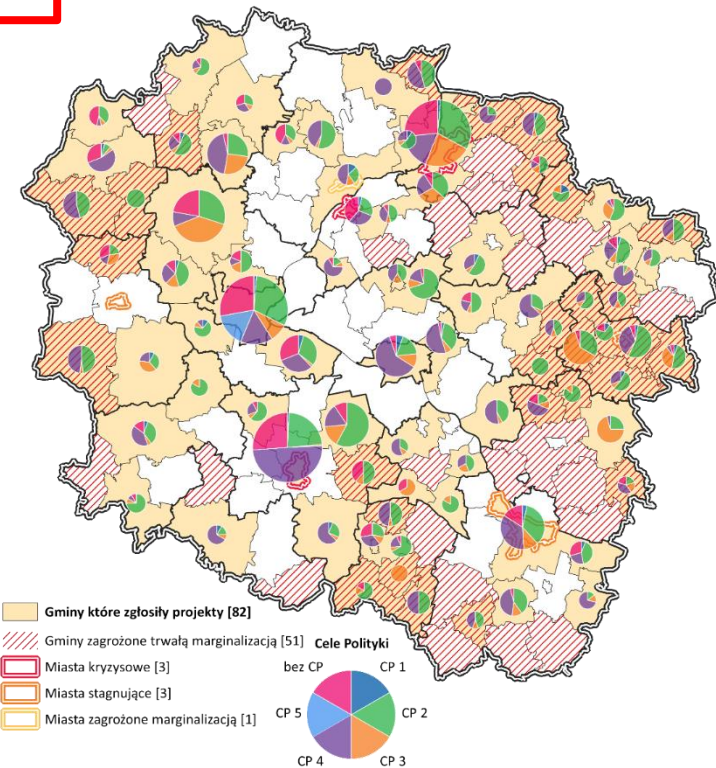 Gminy które zgłosiły projekty [82]
Gminy zagrożone trwałą marginalizacją [51]
Miasta kryzysowe [3]
Miasta stagnujące [3]
Miasta zagrożone marginalizacją [1]
Cele Polityki
bez CP CP 1
CP 5 CP 2
CP 4 CP 3